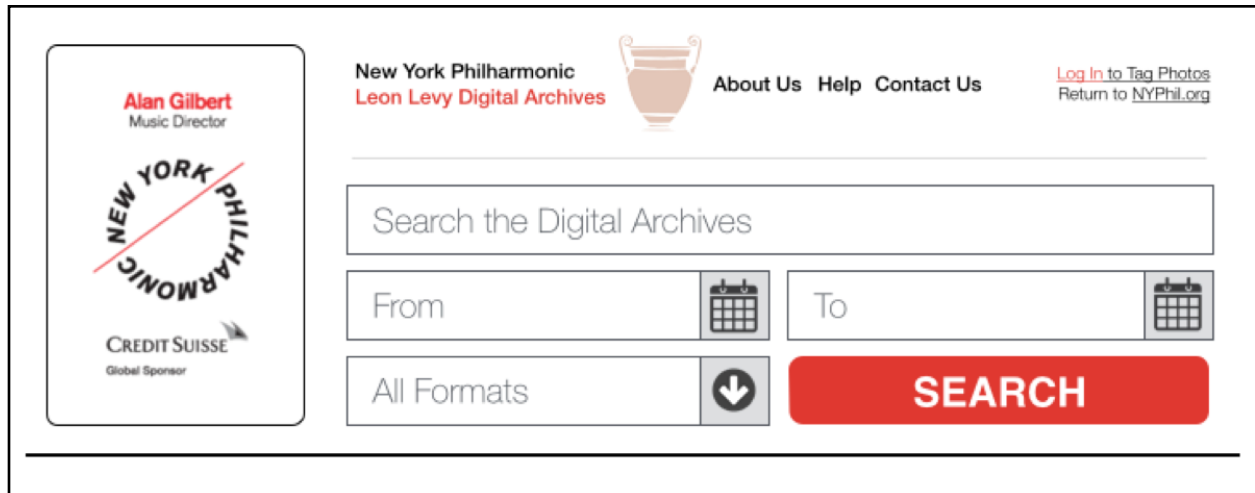 Alan Gilbert
Music Director
NEW YORK PHILHARMONIC
CREDIT SUISSE
Global Sponsor
New York Philharmonic
Leon Levy Digital Archives
About Us Help Contact Us
Log In to Tag Photos
Return to NYPhil.org
Search the Digital Archives
From
To
All Formats
SEARCH